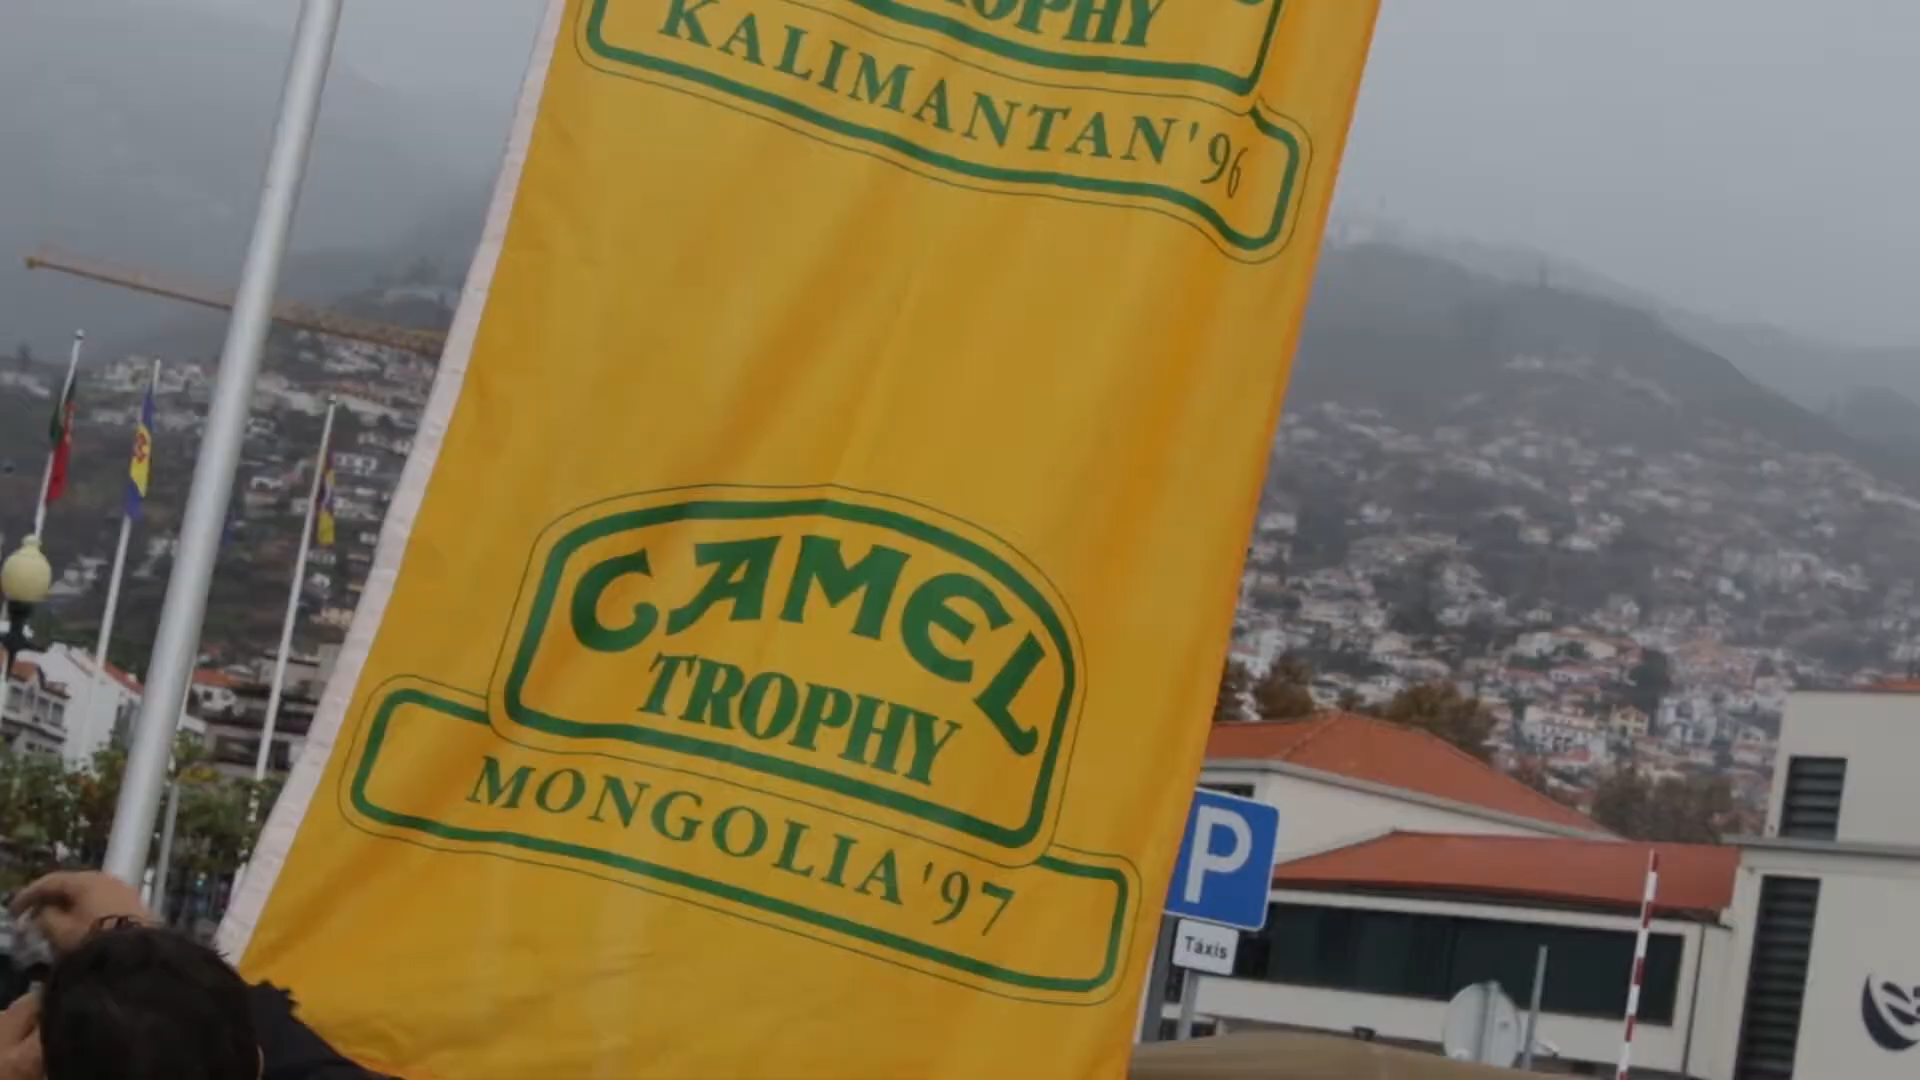 TROPHY
KALIMANTAN '96
CAMEL
TROPHY
MONGOLIA '97
P
Taxis